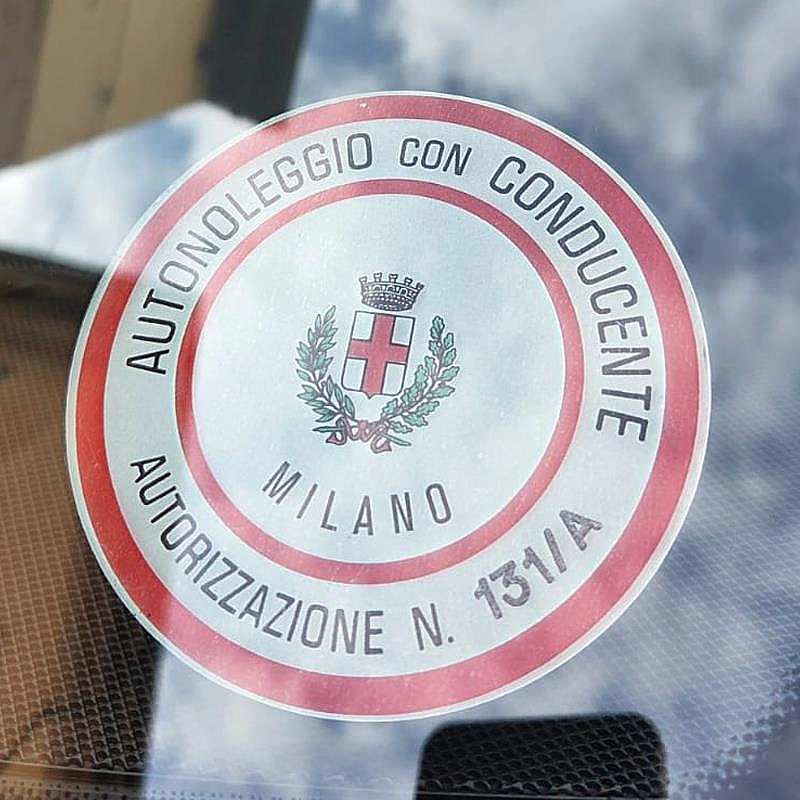 AUTONOLEGGIO CON CONDUCENTE
MILANO
AUTORIZZAZIONE N. 131/A